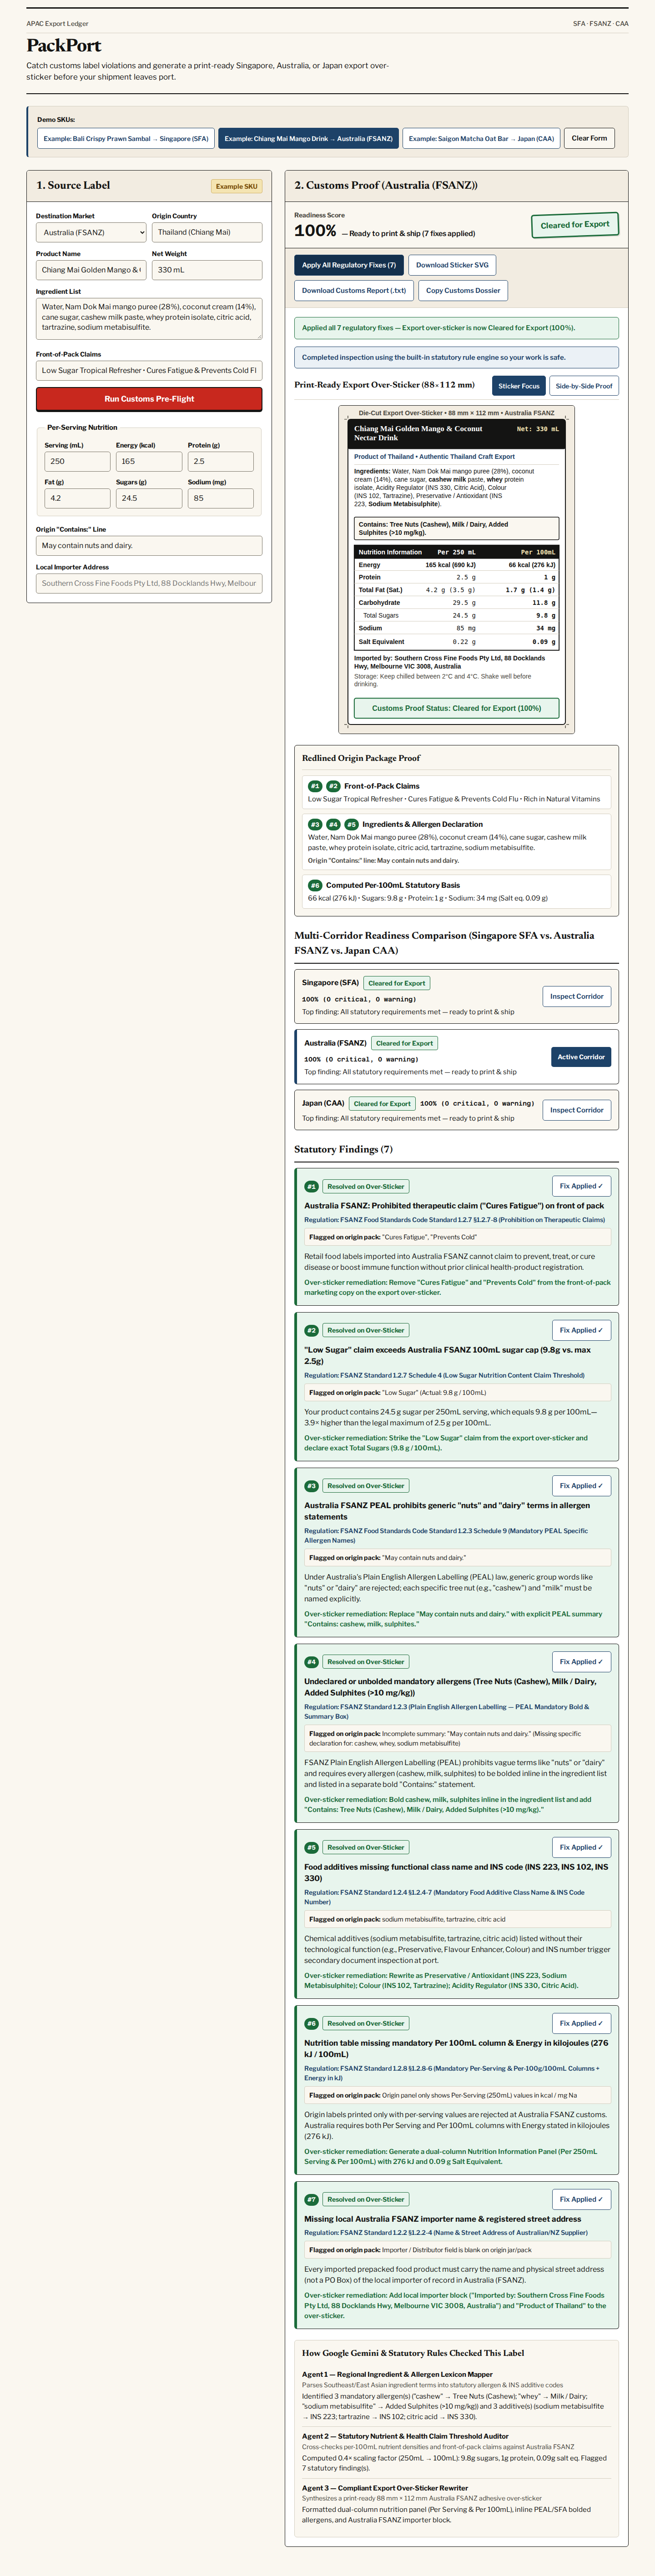 APAC Export Ledger
SFA · FSANZ · CAA
PackPort
Catch customs label violations and generate a print-ready Singapore, Australia, or Japan export over-
sticker before your shipment leaves port.
Demo SKUs:
Example: Bali Crispy Prawn Sambal → Singapore (SFA)
Example: Chiang Mai Mango Drink → Australia (FSANZ)
Example: Saigon Matcha Oat Bar → Japan (CAA)
Clear Form
1. Source Label
Example SKU
Destination Market
Origin Country
Australia (FSANZ)
Thailand (Chiang Mai)
Product Name
Net Weight
Chiang Mai Golden Mango & C
330 mL
Ingredient List
Water, Nam Dok Mai mango puree (28%), coconut cream (14%),
cane sugar, cashew milk paste, whey protein isolate, citric acid,
tartrazine, sodium metabisulfite.
Front-of-Pack Claims
Low Sugar Tropical Refresher • Cures Fatigue & Prevents Cold Fl
Run Customs Pre-Flight
Per-Serving Nutrition
Serving (mL)
Energy (kcal)
Protein (g)
250
165
2.5
Fat (g)
Sugars (g)
Sodium (mg)
4.2
24.5
85
Origin "Contains:" Line
May contain nuts and dairy.
Local Importer Address
Southern Cross Fine Foods Pty Ltd, 88 Docklands Hwy, Melbour
2. Customs Proof (Australia (FSANZ))
Readiness Score
100% — Ready to print & ship (7 fixes applied)
Cleared for Export
Apply All Regulatory Fixes (7)
Download Sticker SVG
Download Customs Report (.txt)
Copy Customs Dossier
Applied all 7 regulatory fixes — Export over-sticker is now Cleared for Export (100%).
Completed inspection using the built-in statutory rule engine so your work is safe.
Print-Ready Export Over-Sticker (88×112 mm)
Sticker Focus
Side-by-Side Proof
Die-Cut Export Over-Sticker • 88 mm × 112 mm • Australia FSANZ
Chiang Mai Golden Mango & Coconut
Nectar Drink
Net: 330 mL
Product of Thailand • Authentic Thailand Craft Export
Ingredients: Water, Nam Dok Mai mango puree (28%), coconut
cream (14%), cane sugar, cashew milk paste, whey protein
isolate, Acidity Regulator (INS 330, Citric Acid), Colour
(INS 102, Tartrazine), Preservative / Antioxidant (INS
223, Sodium Metabisulphite).
Contains: Tree Nuts (Cashew), Milk / Dairy, Added
Sulphites (>10 mg/kg).
Nutrition Information Per 250 mL Per 100mL
Energy 165 kcal (690 kJ) 66 kcal (276 kJ)
Protein 2.5 g 1 g
Total Fat (Sat.) 4.2 g (3.5 g) 1.7 g (1.4 g)
Carbohydrate 29.5 g 11.8 g
Total Sugars 24.5 g 9.8 g
Sodium 85 mg 34 mg
Salt Equivalent 0.22 g 0.09 g
Imported by: Southern Cross Fine Foods Pty Ltd, 88 Docklands
Hwy, Melbourne VIC 3008, Australia
Storage: Keep chilled between 2°C and 4°C. Shake well before
drinking.
Customs Proof Status: Cleared for Export (100%)
Redlined Origin Package Proof
#1 #2 Front-of-Pack Claims
Low Sugar Tropical Refresher • Cures Fatigue & Prevents Cold Flu • Rich in Natural Vitamins
#3 #4 #5 Ingredients & Allergen Declaration
Water, Nam Dok Mai mango puree (28%), coconut cream (14%), cane sugar, cashew milk
paste, whey protein isolate, citric acid, tartrazine, sodium metabisulfite.
Origin "Contains:" line: May contain nuts and dairy.
#6 Computed Per-100mL Statutory Basis
66 kcal (276 kJ) • Sugars: 9.8 g • Protein: 1 g • Sodium: 34 mg (Salt eq. 0.09 g)
Multi-Corridor Readiness Comparison (Singapore SFA vs. Australia
FSANZ vs. Japan CAA)
Singapore (SFA) Cleared for Export
100% (0 critical, 0 warning)
Top finding: All statutory requirements met — ready to print & ship
Inspect Corridor
Australia (FSANZ) Cleared for Export
100% (0 critical, 0 warning)
Top finding: All statutory requirements met — ready to print & ship
Active Corridor
Japan (CAA) Cleared for Export 100% (0 critical, 0 warning)
Top finding: All statutory requirements met — ready to print & ship
Inspect Corridor
Statutory Findings (7)
#1 Resolved on Over-Sticker
Fix Applied ✓
Australia FSANZ: Prohibited therapeutic claim ("Cures Fatigue") on front of pack
Regulation: FSANZ Food Standards Code Standard 1.2.7 §1.2.7-8 (Prohibition on Therapeutic Claims)
Flagged on origin pack: "Cures Fatigue", "Prevents Cold"
Retail food labels imported into Australia FSANZ cannot claim to prevent, treat, or cure
disease or boost immune function without prior clinical health-product registration.
Over-sticker remediation: Remove "Cures Fatigue" and "Prevents Cold" from the front-of-pack
marketing copy on the export over-sticker.
#2 Resolved on Over-Sticker
Fix Applied ✓
"Low Sugar" claim exceeds Australia FSANZ 100mL sugar cap (9.8g vs. max
2.5g)
Regulation: FSANZ Standard 1.2.7 Schedule 4 (Low Sugar Nutrition Content Claim Threshold)
Flagged on origin pack: "Low Sugar" (Actual: 9.8 g / 100mL)
Your product contains 24.5 g sugar per 250mL serving, which equals 9.8 g per 100mL—
3.9× higher than the legal maximum of 2.5 g per 100mL.
Over-sticker remediation: Strike the "Low Sugar" claim from the export over-sticker and
declare exact Total Sugars (9.8 g / 100mL).
#3 Resolved on Over-Sticker
Fix Applied ✓
Australia FSANZ PEAL prohibits generic "nuts" and "dairy" terms in allergen
statements
Regulation: FSANZ Food Standards Code Standard 1.2.3 Schedule 9 (Mandatory PEAL Specific
Allergen Names)
Flagged on origin pack: "May contain nuts and dairy."
Under Australia's Plain English Allergen Labelling (PEAL) law, generic group words like
"nuts" or "dairy" are rejected; each specific tree nut (e.g., "cashew") and "milk" must be
named explicitly.
Over-sticker remediation: Replace "May contain nuts and dairy." with explicit PEAL summary
"Contains: cashew, milk, sulphites."
#4 Resolved on Over-Sticker
Fix Applied ✓
Undeclared or unbolded mandatory allergens (Tree Nuts (Cashew), Milk / Dairy,
Added Sulphites (>10 mg/kg))
Regulation: FSANZ Standard 1.2.3 (Plain English Allergen Labelling — PEAL Mandatory Bold &
Summary Box)
Flagged on origin pack: Incomplete summary: "May contain nuts and dairy." (Missing specific
declaration for: cashew, whey, sodium metabisulfite)
FSANZ Plain English Allergen Labelling (PEAL) prohibits vague terms like "nuts" or "dairy"
and requires every allergen (cashew, milk, sulphites) to be bolded inline in the ingredient list
and listed in a separate bold "Contains:" statement.
Over-sticker remediation: Bold cashew, milk, sulphites inline in the ingredient list and add
"Contains: Tree Nuts (Cashew), Milk / Dairy, Added Sulphites (>10 mg/kg)."
#5 Resolved on Over-Sticker
Fix Applied ✓
Food additives missing functional class name and INS code (INS 223, INS 102, INS
330)
Regulation: FSANZ Standard 1.2.4 §1.2.4-7 (Mandatory Food Additive Class Name & INS Code
Number)
Flagged on origin pack: sodium metabisulfite, tartrazine, citric acid
Chemical additives (sodium metabisulfite, tartrazine, citric acid) listed without their
technological function (e.g., Preservative, Flavour Enhancer, Colour) and INS number trigger
secondary document inspection at port.
Over-sticker remediation: Rewrite as Preservative / Antioxidant (INS 223, Sodium
Metabisulphite); Colour (INS 102, Tartrazine); Acidity Regulator (INS 330, Citric Acid).
#6 Resolved on Over-Sticker
Fix Applied ✓
Nutrition table missing mandatory Per 100mL column & Energy in kilojoules (276
kJ / 100mL)
Regulation: FSANZ Standard 1.2.8 §1.2.8-6 (Mandatory Per-Serving & Per-100g/100mL Columns +
Energy in kJ)
Flagged on origin pack: Origin panel only shows Per-Serving (250mL) values in kcal / mg Na
Origin labels printed only with per-serving values are rejected at Australia FSANZ customs.
Australia requires both Per Serving and Per 100mL columns with Energy stated in kilojoules
(276 kJ).
Over-sticker remediation: Generate a dual-column Nutrition Information Panel (Per 250mL
Serving & Per 100mL) with 276 kJ and 0.09 g Salt Equivalent.
#7 Resolved on Over-Sticker
Fix Applied ✓
Missing local Australia FSANZ importer name & registered street address
Regulation: FSANZ Standard 1.2.2 §1.2.2-4 (Name & Street Address of Australian/NZ Supplier)
Flagged on origin pack: Importer / Distributor field is blank on origin jar/pack
Every imported prepacked food product must carry the name and physical street address
(not a PO Box) of the local importer of record in Australia (FSANZ).
Over-sticker remediation: Add local importer block ("Imported by: Southern Cross Fine Foods
Pty Ltd, 88 Docklands Hwy, Melbourne VIC 3008, Australia") and "Product of Thailand" to the
over-sticker.
How Google Gemini & Statutory Rules Checked This Label
Agent 1 — Regional Ingredient & Allergen Lexicon Mapper
Parses Southeast/East Asian ingredient terms into statutory allergen & INS additive codes
Identified 3 mandatory allergen(s) ("cashew" → Tree Nuts (Cashew); "whey" → Milk / Dairy;
"sodium metabisulfite" → Added Sulphites (>10 mg/kg)) and 3 additive(s) (sodium metabisulfite
→ INS 223; tartrazine → INS 102; citric acid → INS 330).
Agent 2 — Statutory Nutrition & Health Claim Threshold Auditor
Cross-checks per-100mL nutrient densities and front-of-pack claims against Australia FSANZ
Computed 0.4× scaling factor (250mL → 100mL): 9.8g sugars, 1g protein, 0.09g salt eq. Flagged
7 statutory finding(s).
Agent 3 — Compliant Export Over-Sticker Rewriter
Synthesizes a print-ready 88 mm × 112 mm Australia FSANZ adhesive over-sticker
Formatted dual-column nutrition panel (Per Serving & Per 100mL), inline PEAL/SFA bolded
allergens, and Australia FSANZ importer block.